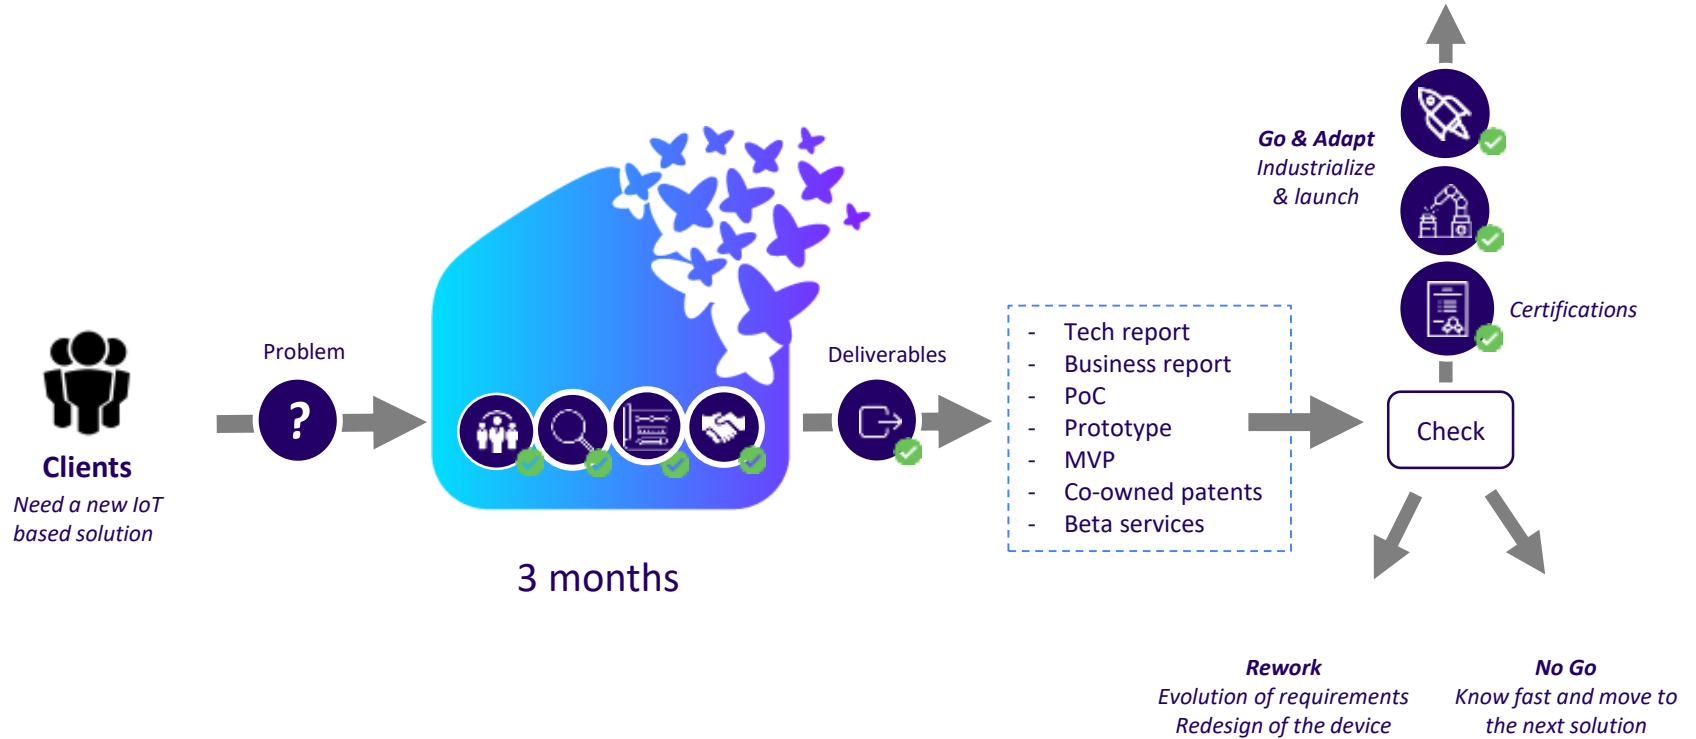 Clients
Need a new IoT
based solution
Problem
?
3 months
Deliverables
- Tech report
- Business report
- PoC
- Prototype
- MVP
- Co-owned patents
- Beta services
Check
Go & Adapt
Industrialize
& launch
Certifications
Rework
Evolution of requirements
Redesign of the device
No Go
Know fast and move to
the next solution